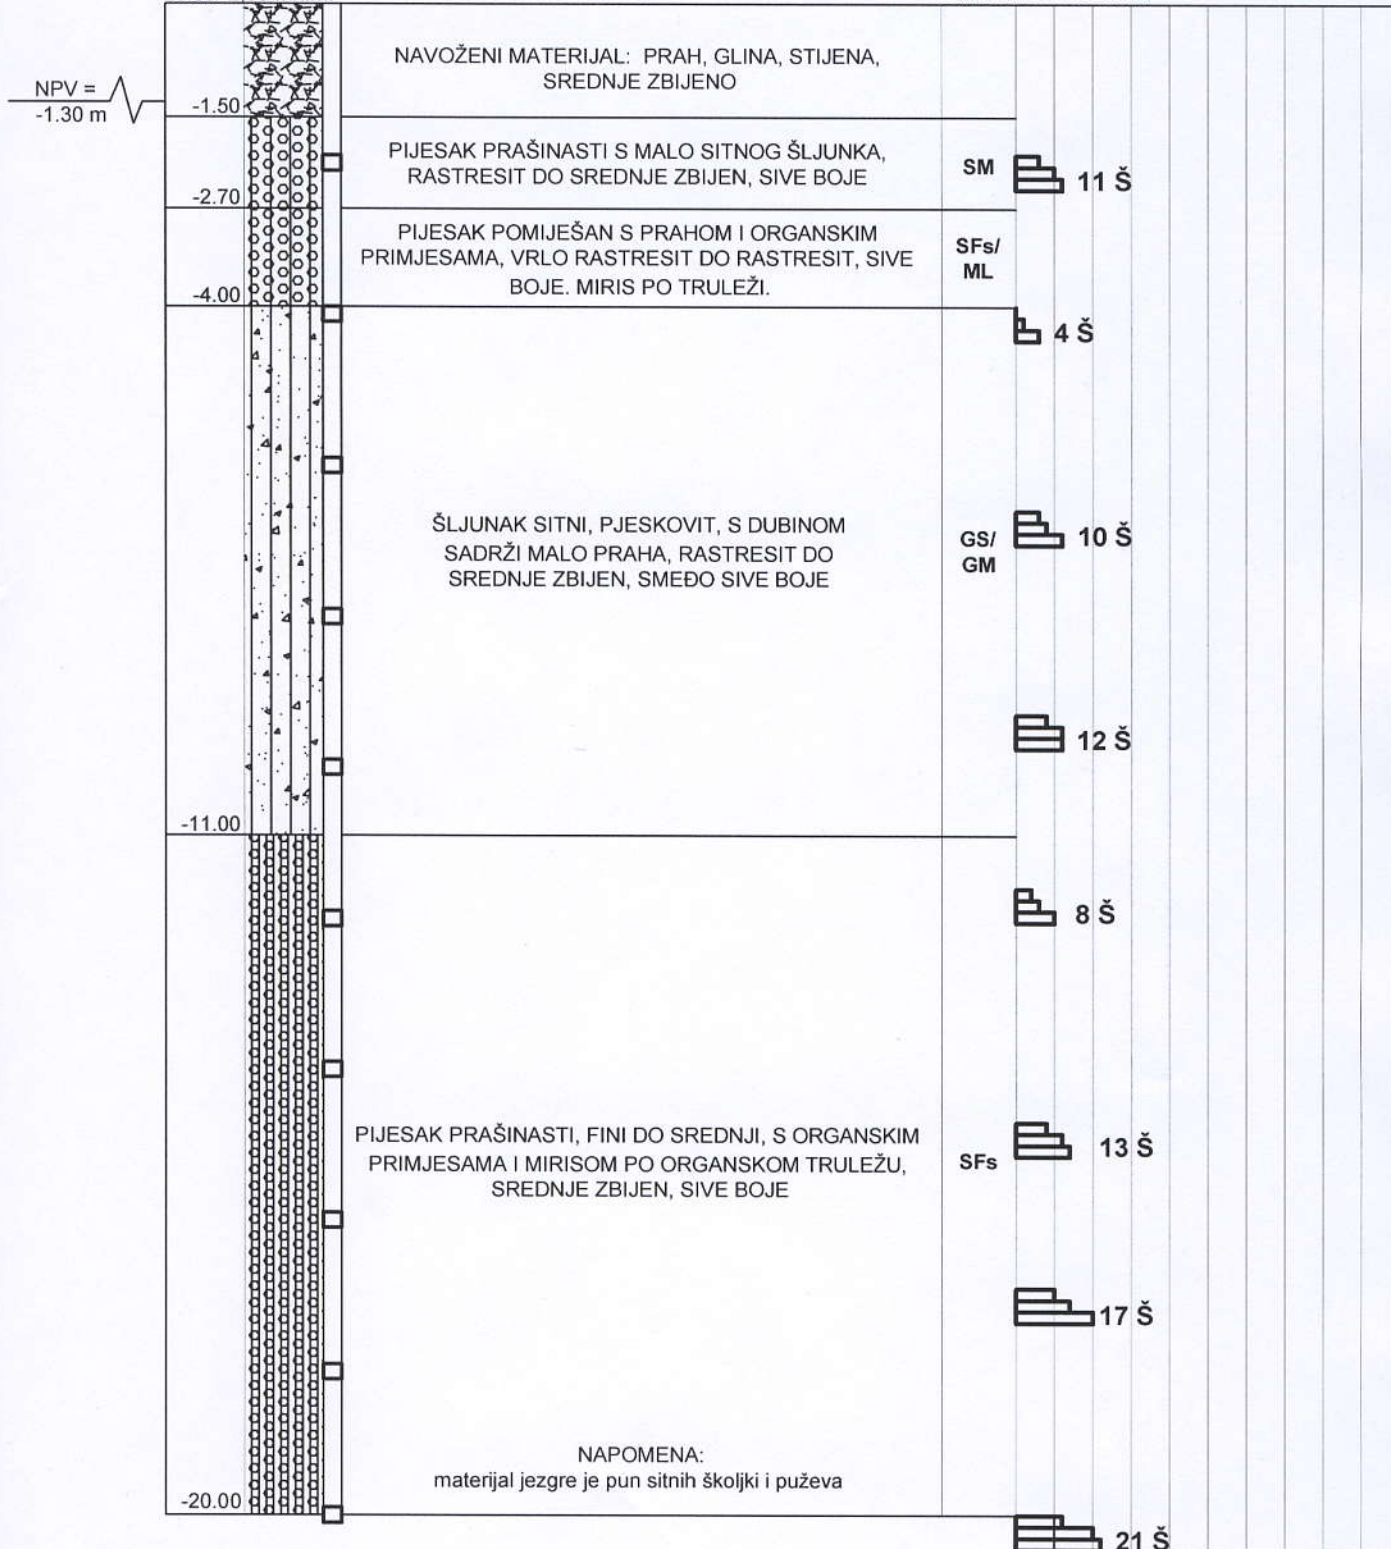 NAVOŽENI MATERIJAL: PRAH, GLINA, STIJENA,
SREDNJE ZBIJENO
NPV =
-1.30 m
-1.50
PIJESAK PRAŠINASTI S MALO SITNOG ŠLJUNKA,
RASTRESIT DO SREDNJE ZBIJEN, SIVE BOJE
SM
11 Š
-2.70
PIJESAK POMIJEŠAN S PRAHOM I ORGANSKIM
PRIMJESAMA, VRLO RASTRESIT DO RASTRESIT, SIVE
BOJE. MIRIS PO TRULEŽI.
SFs/
ML
-4.00
4 Š
ŠLJUNAK SITNI, PJESKOVIT, S DUBINOM
SADRŽI MALO PRAHA, RASTRESIT DO
SREDNJE ZBIJEN, SMEĐO SIVE BOJE
GS/
GM
10 Š
12 Š
-11.00
8 Š
PIJESAK PRAŠINASTI, FINI DO SREDNJI, S ORGANSKIM
PRIMJESAMA I MIRISOM PO ORGANSKOM TRULEŽU,
SREDNJE ZBIJEN, SIVE BOJE
SFs
13 Š
17 Š
NAPOMENA:
materijal jezgre je pun sitnih školjki i puževa
-20.00
21 Š